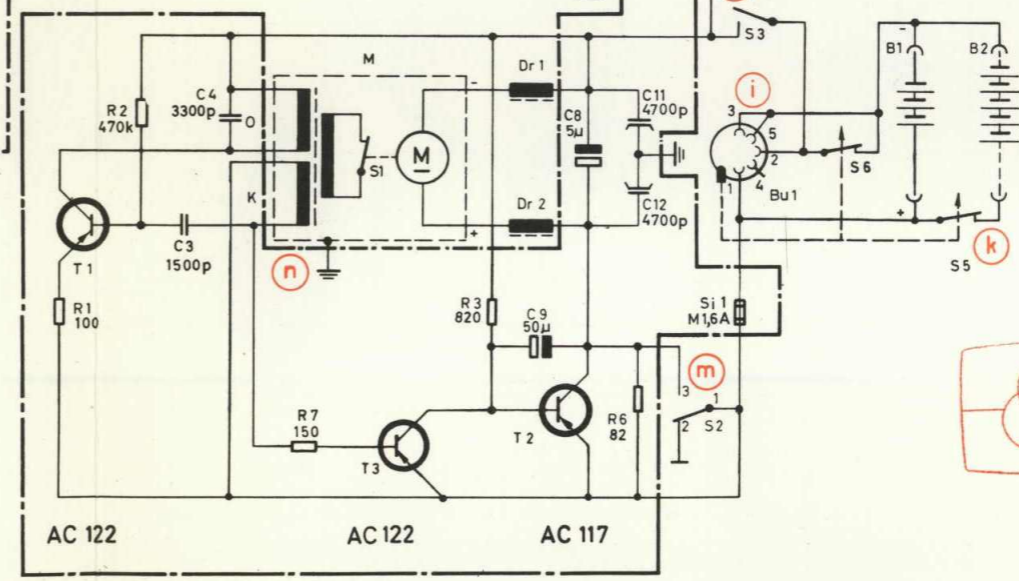 S3
M
Dr 1
B1
B2
-
i
C4
3300p
O
R2
470k
C11
4700p
C8
5µ
3
5
2
4
1
Bu 1
S6
M
S1
-
+
K
C12
4700p
Dr 2
+
S5
k
C3
1500p
T1
n
R1
100
R3
820
C9
50µ
Si 1
M1,6A
m
3
1
2
S2
R7
150
T3
T2
R6
82
AC 122
AC 122
AC 117